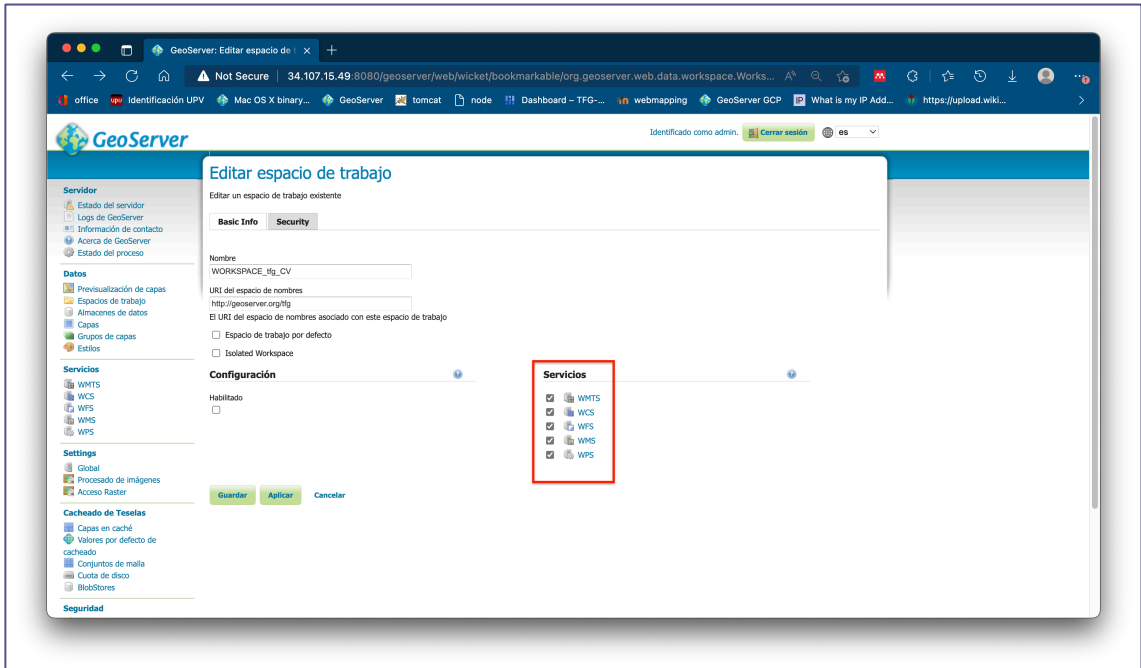 GeoServer: Editar espacio de t
Not Secure | 34.107.15.49:8080/geoserver/web/wicket/bookmarkable/org.geoserver.web.data.workspace.Works...
office
Identificación UPV
Mac OS X binary...
GeoServer
tomcat
node
Dashboard – TFG-...
webmapping
GeoServer GCP
What is my IP Add...
https://upload.wiki...
GeoServer
Identificado como admin.
Cerrar sesión
es
Editar espacio de trabajo
Editar un espacio de trabajo existente
Basic Info
Security
Nombre
WORKSPACE_tfg_CV
URI del espacio de nombres
http://geoserver.org/tfg
El URI del espacio de nombres asociado con este espacio de trabajo
Espacio de trabajo por defecto
Isolated Workspace
Configuración
Habilitado
Servicios
WMTS
WCS
WFS
WMS
WPS
Guardar
Aplicar
Cancelar
Servidor
Estado del servidor
Logs de GeoServer
Información de contacto
Acerca de GeoServer
Estado del proceso
Datos
Previsualización de capas
Espacios de trabajo
Almacenes de datos
Capas
Grupos de capas
Estilos
Servicios
WMTS
WCS
WFS
WMS
WPS
Settings
Global
Procesado de imágenes
Acceso Raster
Cacheado de Teselas
Capas en caché
Valores por defecto de
cacheado
Conjuntos de malla
Cuota de disco
BlobStores
Seguridad